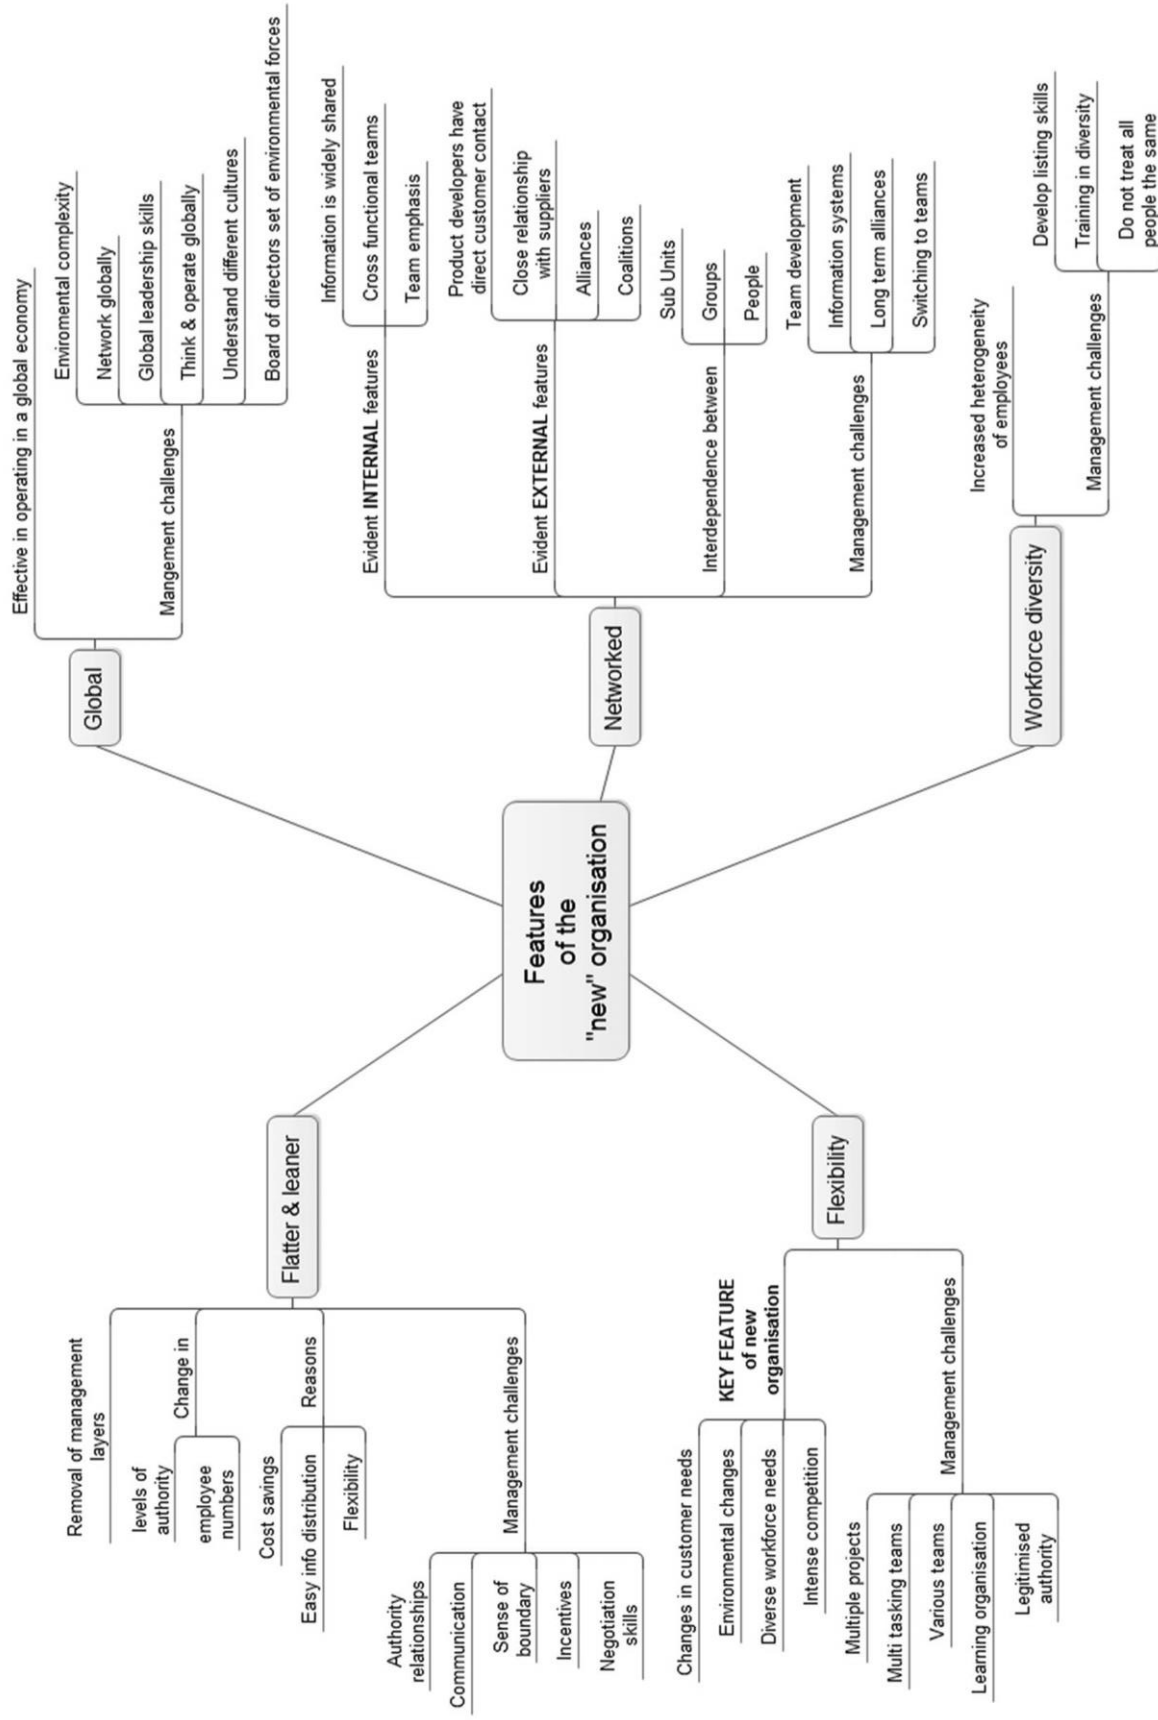 Features
of the
"new" organisation
Global
Effective in operating in a global economy
Mangement challenges
Enviromental complexity
Network globally
Global leadership skills
Think & operate globally
Understand different cultures
Board of directors set of environmental forces
Networked
Evident INTERNAL features
Information is widely shared
Cross functional teams
Team emphasis
Evident EXTERNAL features
Product developers have
direct customer contact
Close relationship
with suppliers
Alliances
Coalitions
Interdependence between
Sub Units
Groups
People
Management challenges
Team development
Information systems
Long term alliances
Switching to teams
Workforce diversity
Increased heterogeneity
of employees
Management challenges
Develop listing skills
Training in diversity
Do not treat all
people the same
Flatter & leaner
Removal of management
layers
Change in
levels of
authority
employee
numbers
Reasons
Cost savings
Easy info distribution
Flexibility
Management challenges
Authority
relationships
Communication
Sense of
boundary
Incentives
Negotiation
skills
Flexibility
KEY FEATURE
of new
organisation
Changes in customer needs
Environmental changes
Diverse workforce needs
Intense competition
Management challenges
Multiple projects
Multi tasking teams
Various teams
Learning organisation
Legitimised
authority